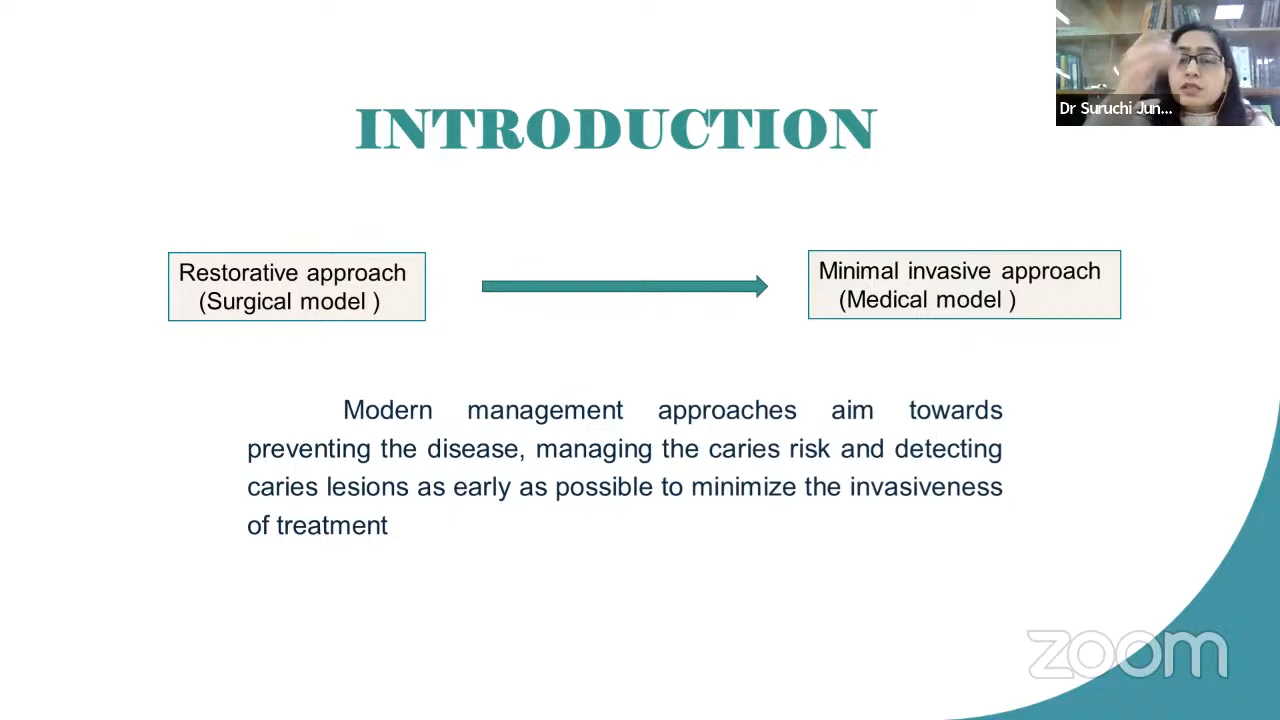 Dr Suruchi Jun...
INTRODUCTION
Restorative approach
(Surgical model )
Minimal invasive approach
(Medical model )
Modern management approaches aim towards
preventing the disease, managing the caries risk and detecting
caries lesions as early as possible to minimize the invasiveness
of treatment
zoom